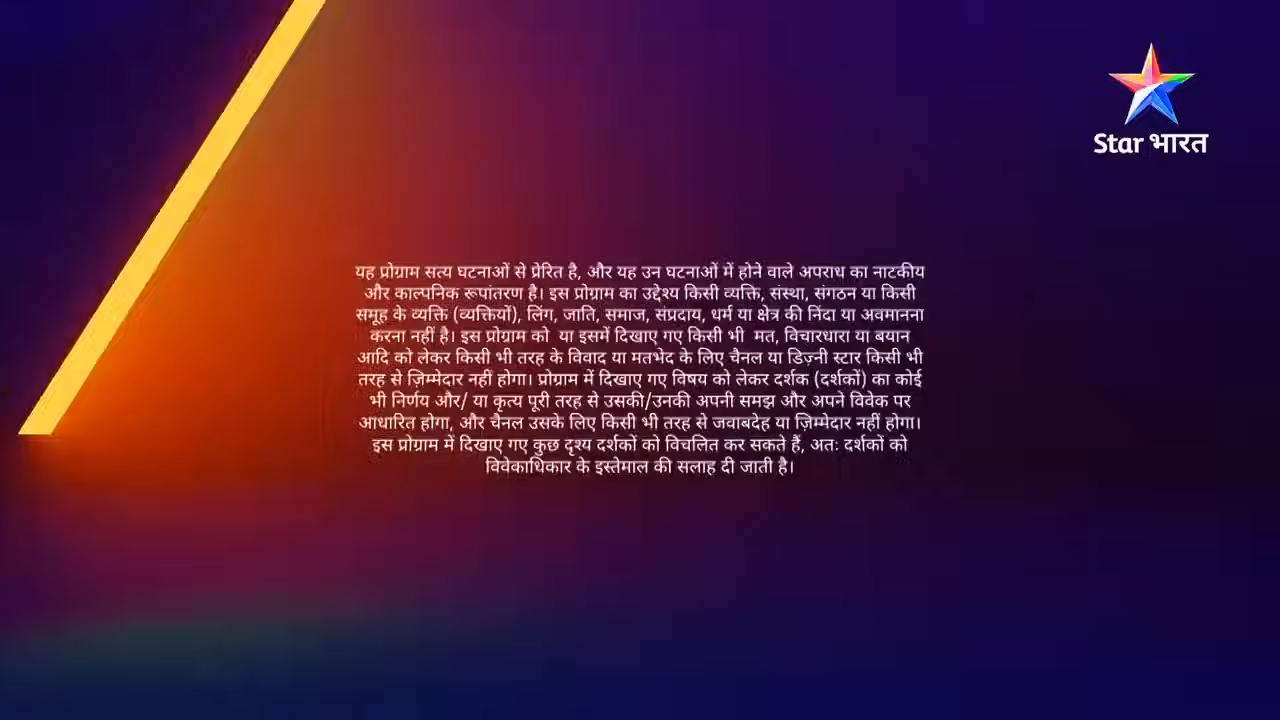 Star भारत
यह प्रोग्राम सत्य घटनाओं से प्रेरित है, और यह उन घटनाओं में होने वाले अपराध का नाटकीय
और काल्पनिक रूपांतरण है। इस प्रोग्राम का उद्देश्य किसी व्यक्ति, संस्था, संगठन या किसी
समूह के व्यक्ति (व्यक्तियों), लिंग, जाति, समाज, संप्रदाय, धर्म या क्षेत्र की निंदा या अवमानना
करना नहीं है। इस प्रोग्राम को  या इसमें दिखाए गए किसी भी  मत, विचारधारा या बयान
आदि को लेकर किसी भी तरह के विवाद या मतभेद के लिए चैनल या डिज़्नी स्टार किसी भी
तरह से ज़िम्मेदार नहीं होगा। प्रोग्राम में दिखाए गए विषय को लेकर दर्शक (दर्शकों) का कोई
भी निर्णय और/ या कृत्य पूरी तरह से उसकी/उनकी अपनी समझ और अपने विवेक पर
आधारित होगा, और चैनल उसके लिए किसी भी तरह से जवाबदेह या ज़िम्मेदार नहीं होगा।
इस प्रोग्राम में दिखाए गए कुछ दृश्य दर्शकों को विचलित कर सकते हैं, अतः दर्शकों को
विवेकाधिकार के इस्तेमाल की सलाह दी जाती है।